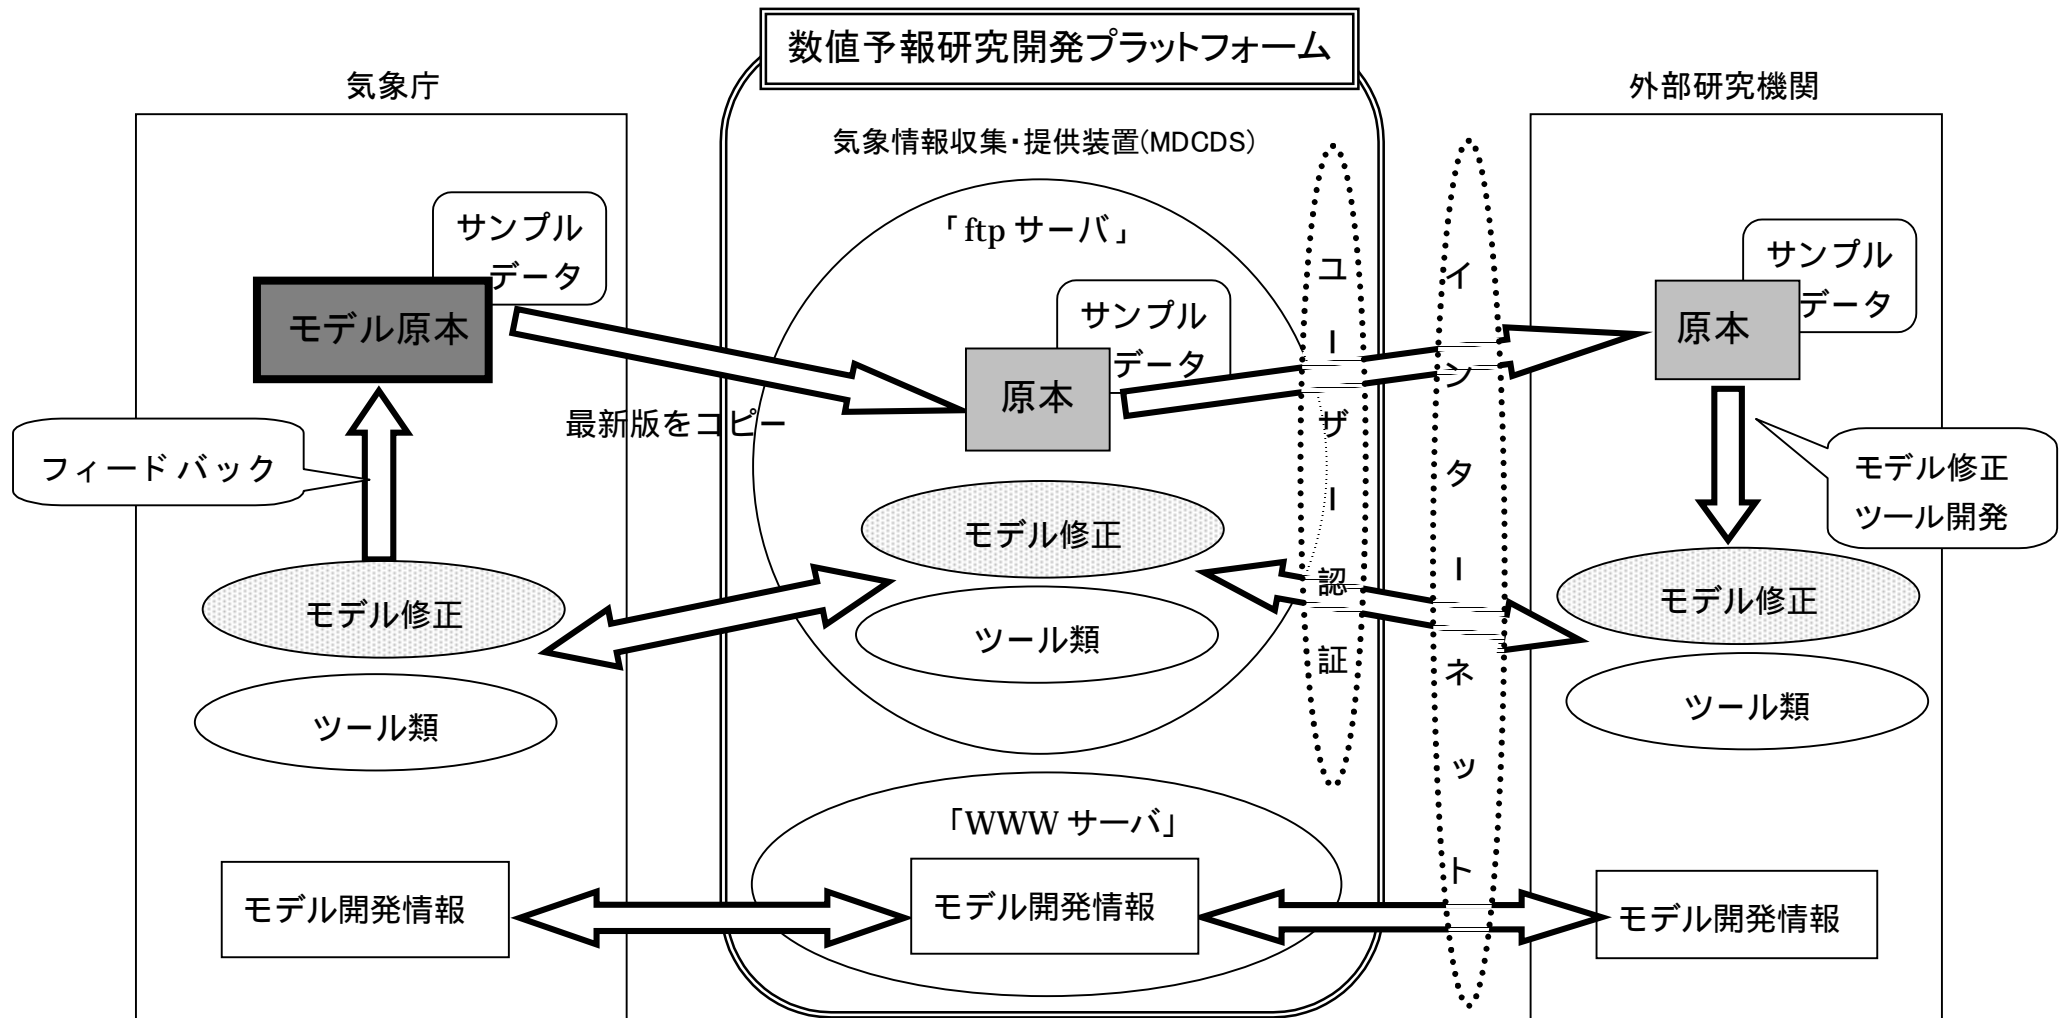 数値予報研究開発プラットフォーム
気象庁
外部研究機関
気象情報収集・提供装置(MDCDS)
サンプル
データ
モデル原本
最新版をコピー
フィードバック
モデル修正
ツール類
モデル開発情報
「ftp サーバ」
サンプル
データ
原本
モデル修正
ツール類
「WWW サーバ」
モデル開発情報
ユーザー認証
インターネット
サンプル
データ
原本
モデル修正
ツール開発
モデル修正
ツール類
モデル開発情報